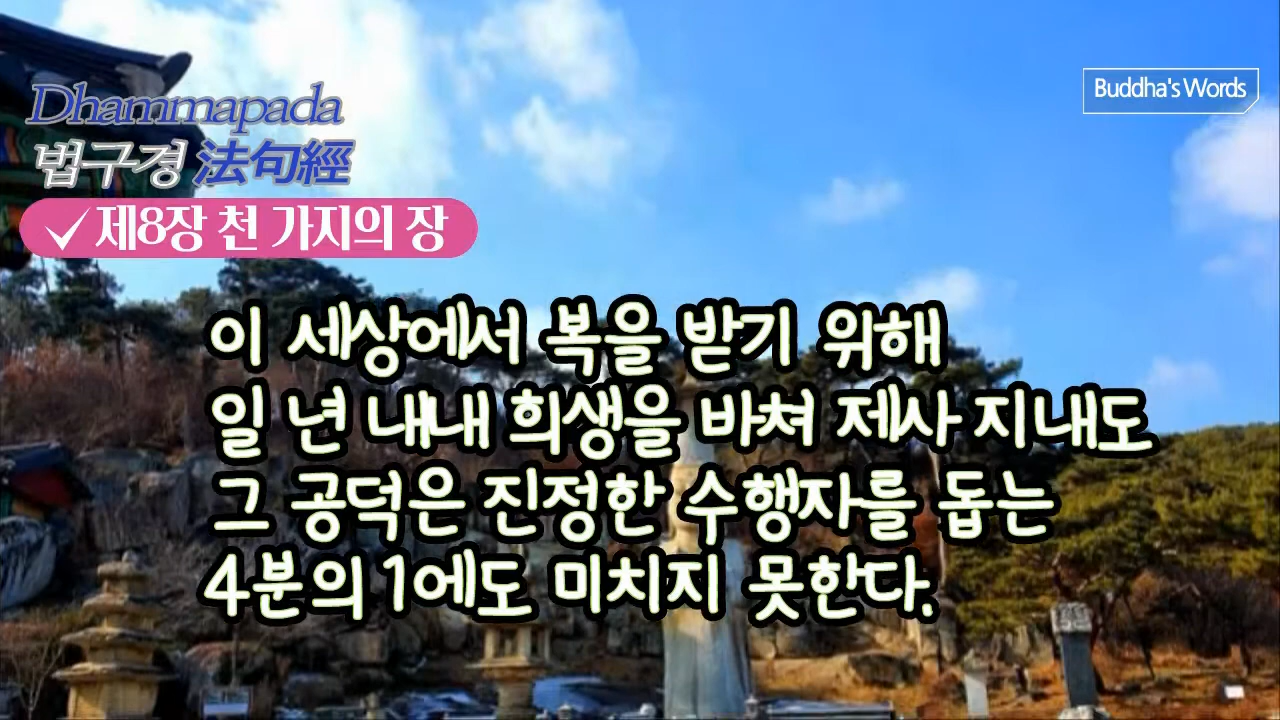 Dhammapada
법구경 法句經
제8장 천 가지의 장
Buddha's Words
이 세상에서 복을 받기 위해
일 년 내내 희생을 바쳐 제사 지내도
그 공덕은 진정한 수행자를 돕는
4분의 1에도 미치지 못한다.